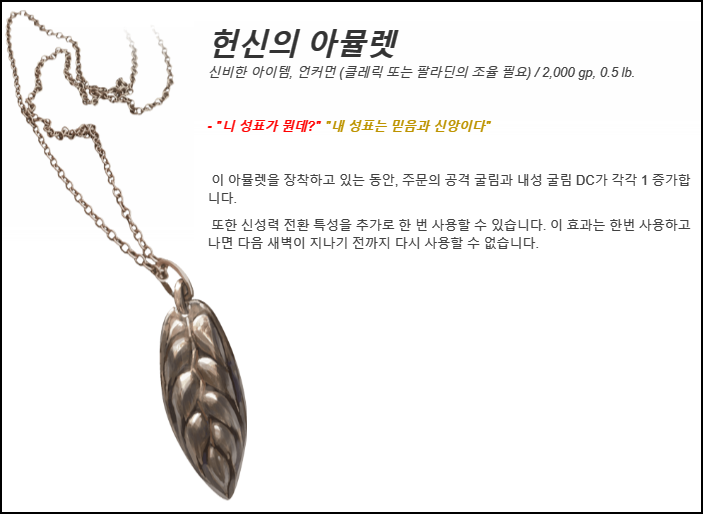 헌신의 아뮬렛
신비한 아이템, 언커먼 (클레릭 또는 팔라딘의 조율 필요) / 2,000 gp, 0.5 lb.
- "니 성표가 뭔데?" "내 성표는 믿음과 신앙이다"
이 아뮬렛을 장착하고 있는 동안, 주문의 공격 굴림과 내성 굴림 DC가 각각 1 증가합
니다.
또한 신성력 전환 특성을 추가로 한 번 사용할 수 있습니다. 이 효과는 한번 사용하고
나면 다음 새벽이 지나기 전까지 다시 사용할 수 없습니다.